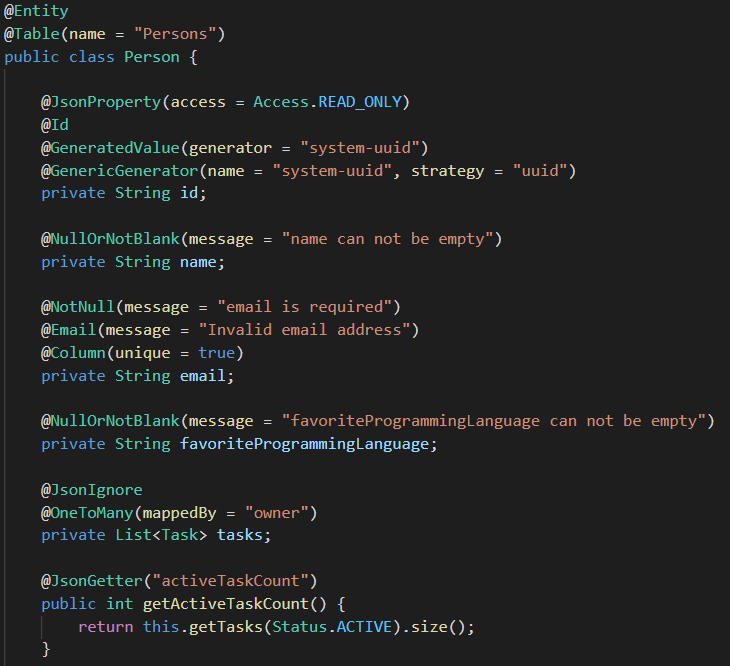 @Entity
@Table(name = "Persons")
public class Person {
@JsonProperty(access = Access.READ_ONLY)
@Id
@GeneratedValue(generator = "system-uuid")
@GenericGenerator(name = "system-uuid", strategy = "uuid")
private String id;
@NullOrNotBlank(message = "name can not be empty")
private String name;
@NotNull(message = "email is required")
@Email(message = "Invalid email address")
@Column(unique = true)
private String email;
@NullOrNotBlank(message = "favoriteProgrammingLanguage can not be empty")
private String favoriteProgrammingLanguage;
@JsonIgnore
@OneToMany(mappedBy = "owner")
private List<Task> tasks;
@JsonGetter("activeTaskCount")
public int getActiveTaskCount() {
return this.getTasks(Status.ACTIVE).size();
}